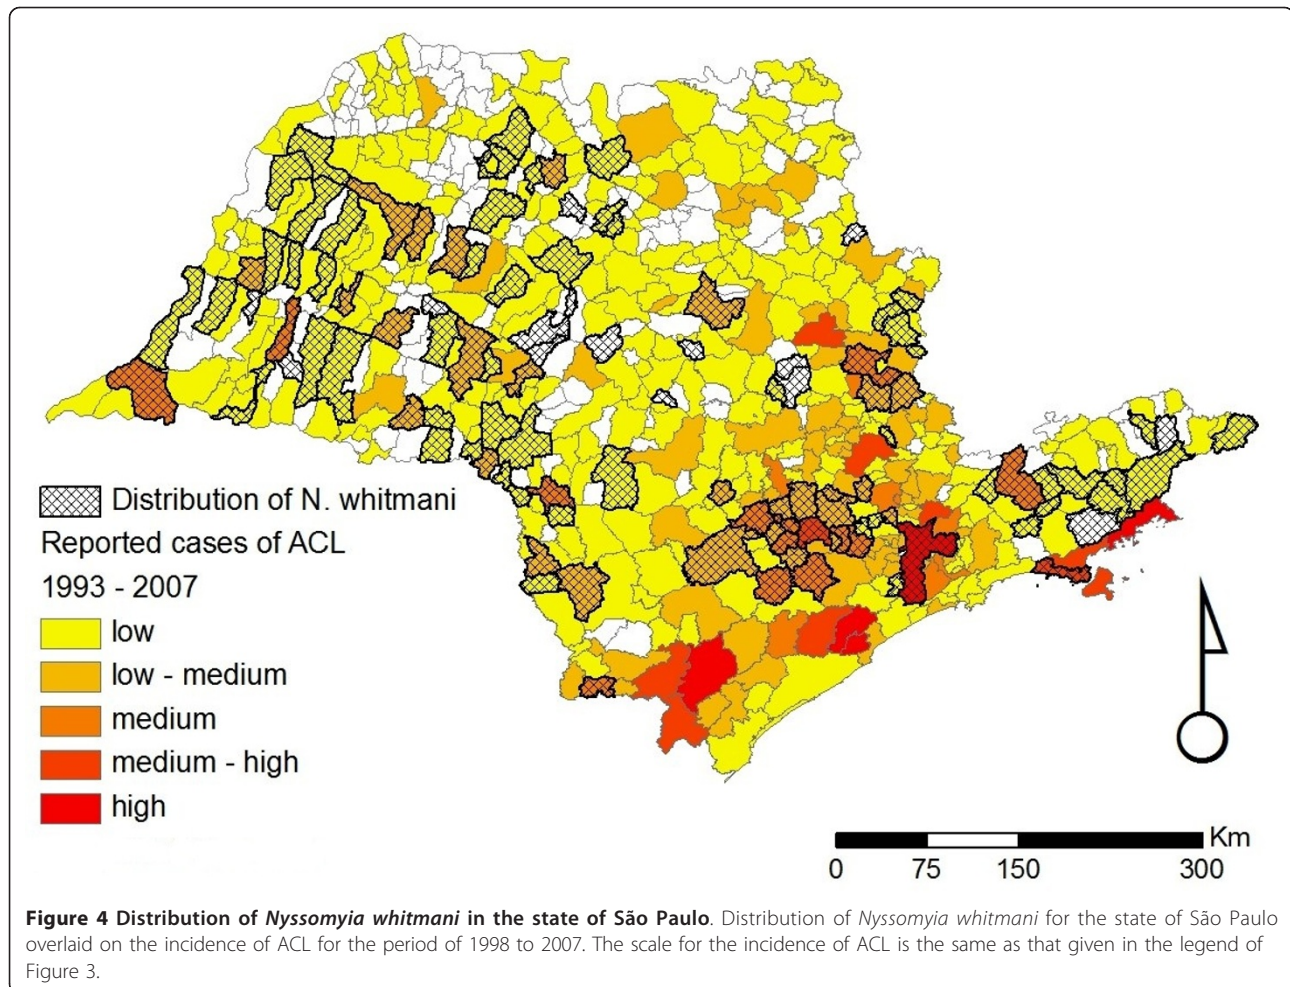 Distribution of N. whitmani
Reported cases of ACL
1993 - 2007
low
low - medium
medium
medium - high
high
Km
0 75 150 300
Figure 4 Distribution of Nyssomyia whitmani in the state of São Paulo. Distribution of Nyssomyia whitmani for the state of São Paulo
overlaid on the incidence of ACL for the period of 1998 to 2007. The scale for the incidence of ACL is the same as that given in the legend of
Figure 3.